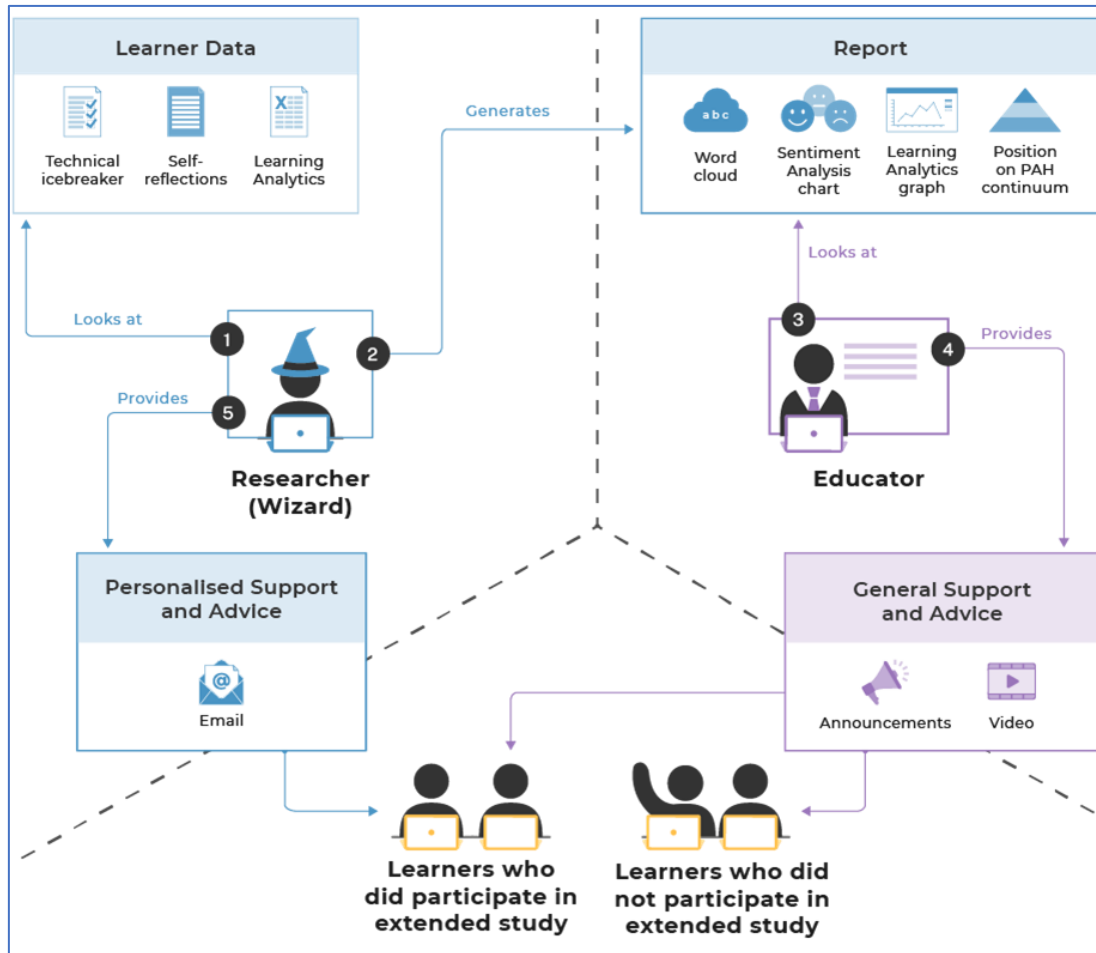 Learner Data
Technical
icebreaker
Self-
reflections
Learning
Analytics
Generates
Report
a b c
Word
cloud
Sentiment
Analysis
chart
Learning
Analytics
graph
Position
on PAH
continuum
Looks at
1
2
Provides
5
Researcher
(Wizard)
Looks at
3
4
Provides
Educator
Personalised Support
and Advice
@
Email
General Support
and Advice
Announcements
Video
Learners who
did participate in
extended study
Learners who did
not participate in
extended study